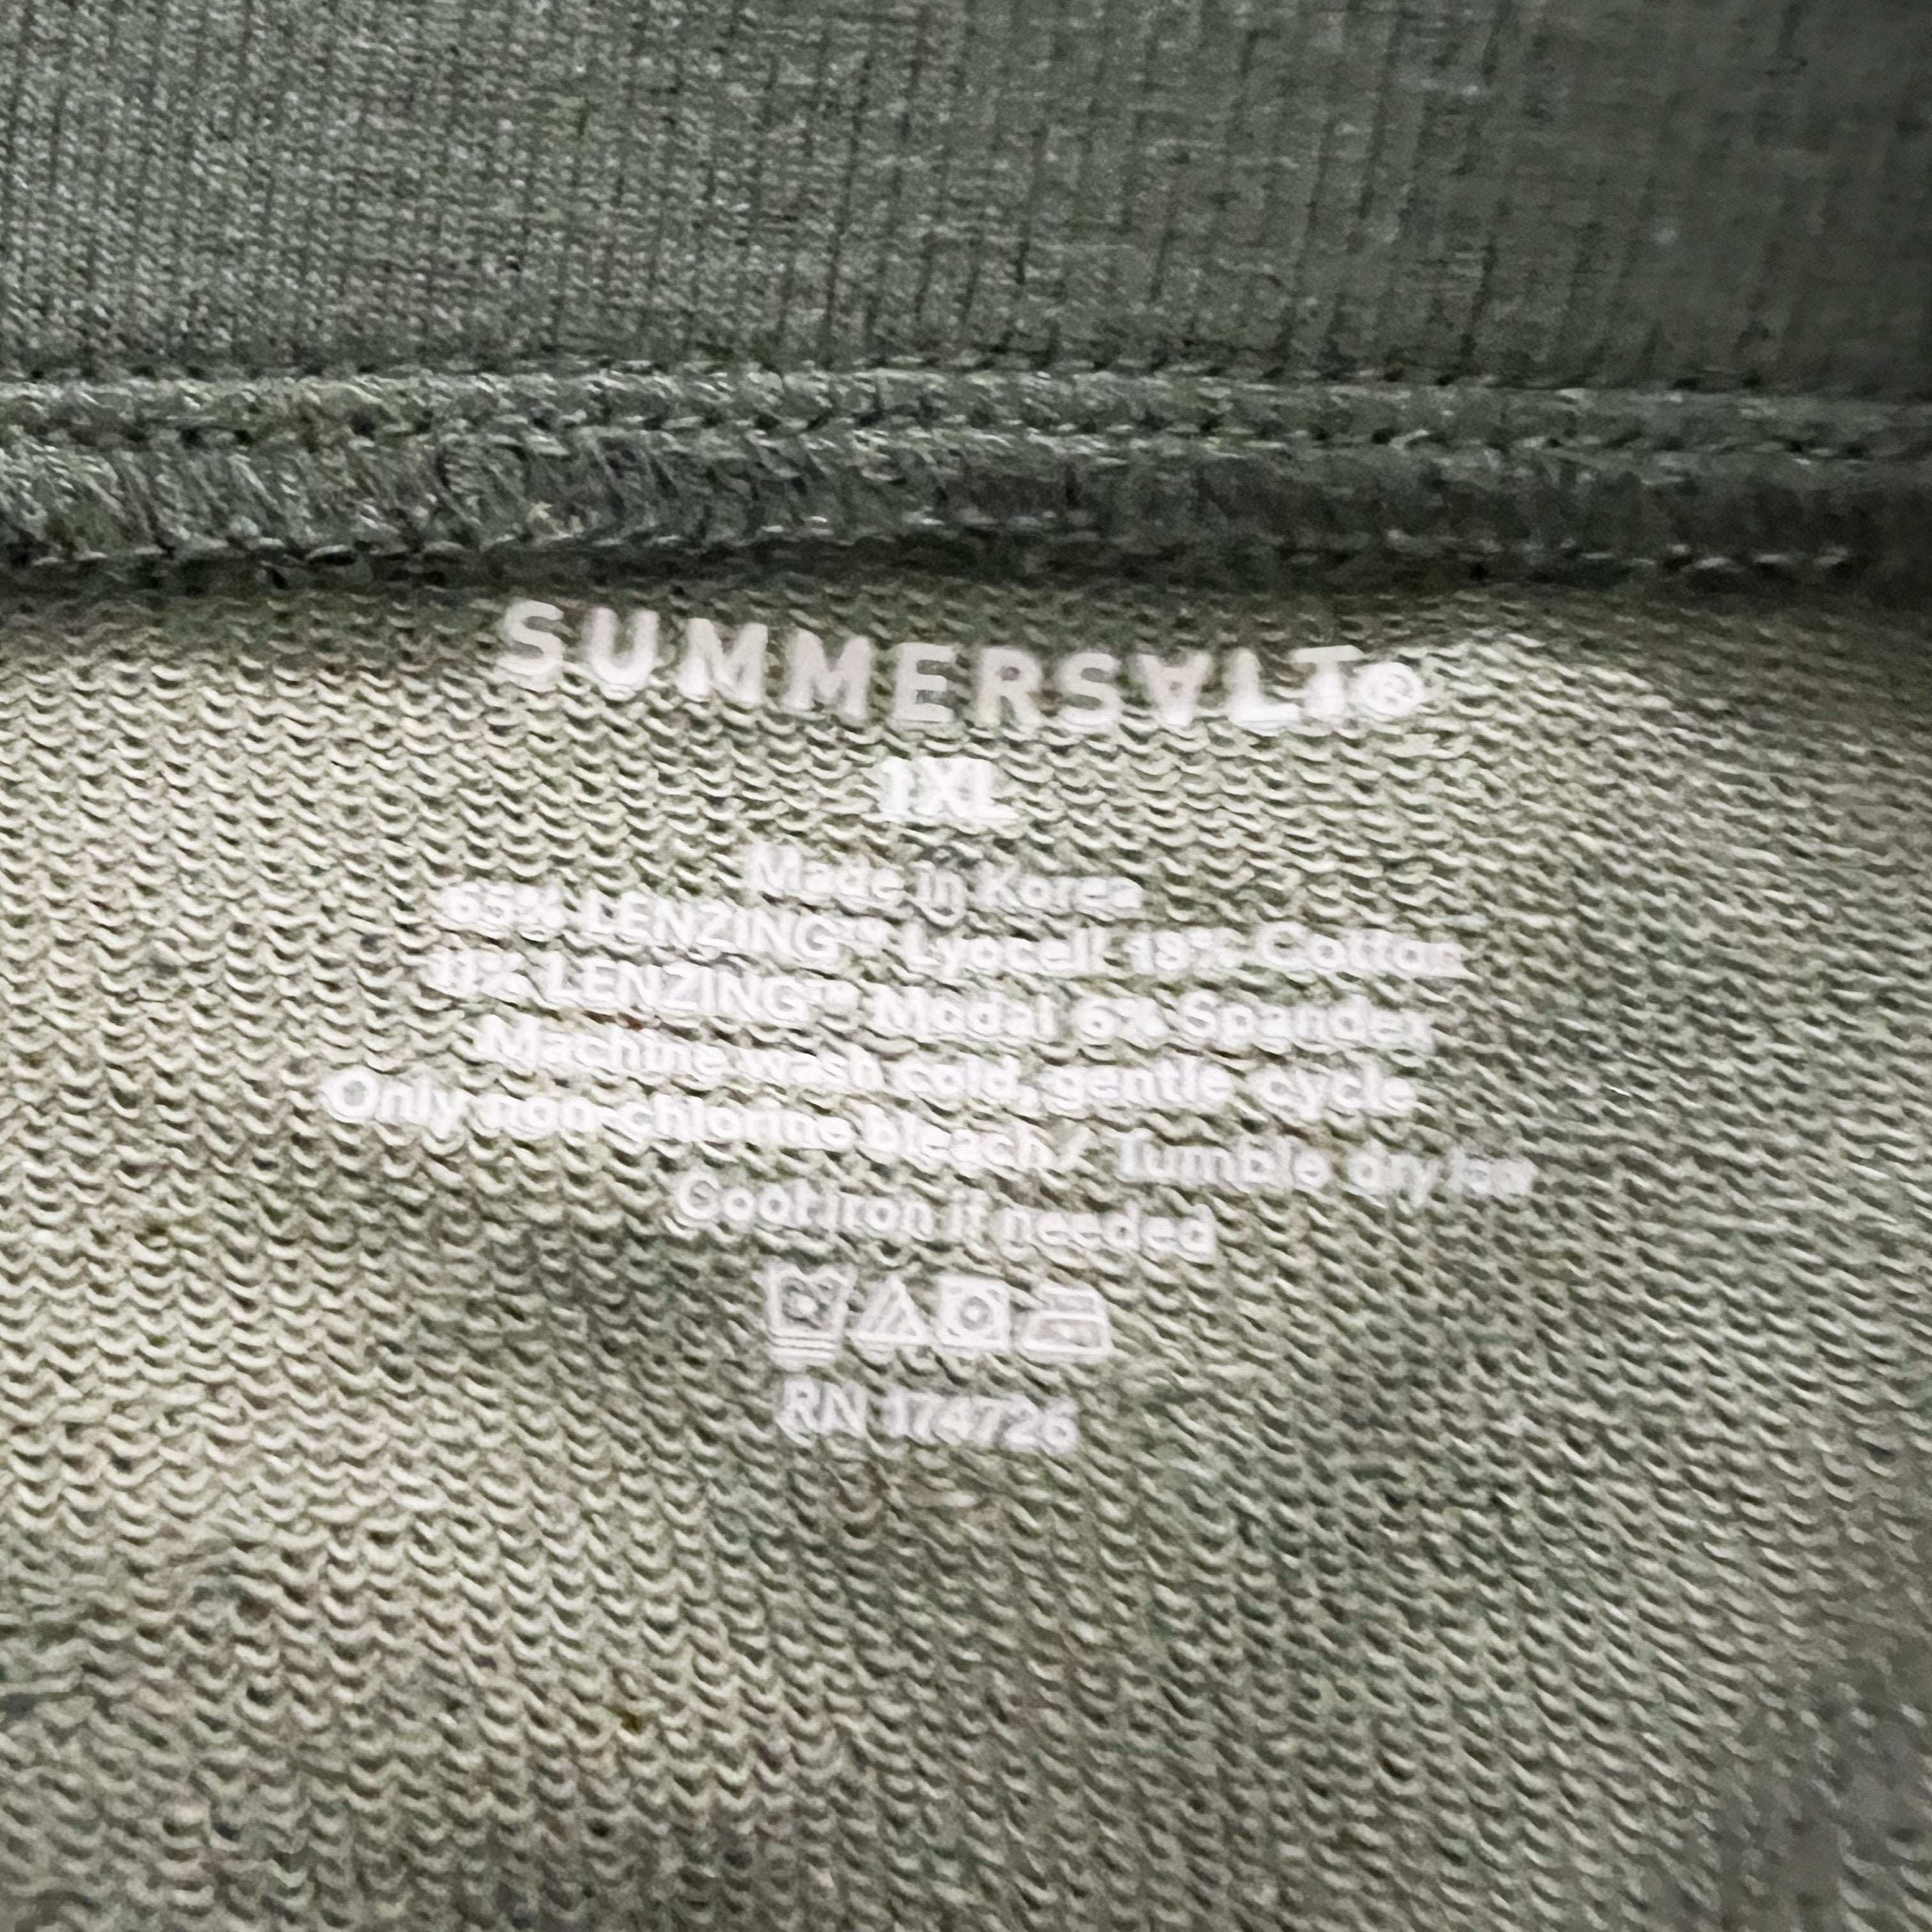 SUMMERSALT®
1XL
Made in Korea
65% LENZING™ Lyocell 18% Cotton
11% LENZING™ Modal 6% Spandex
Machine wash cold, gentle cycle
Only non-chlorine bleach / Tumble dry low
Cool iron if needed
RN 174726